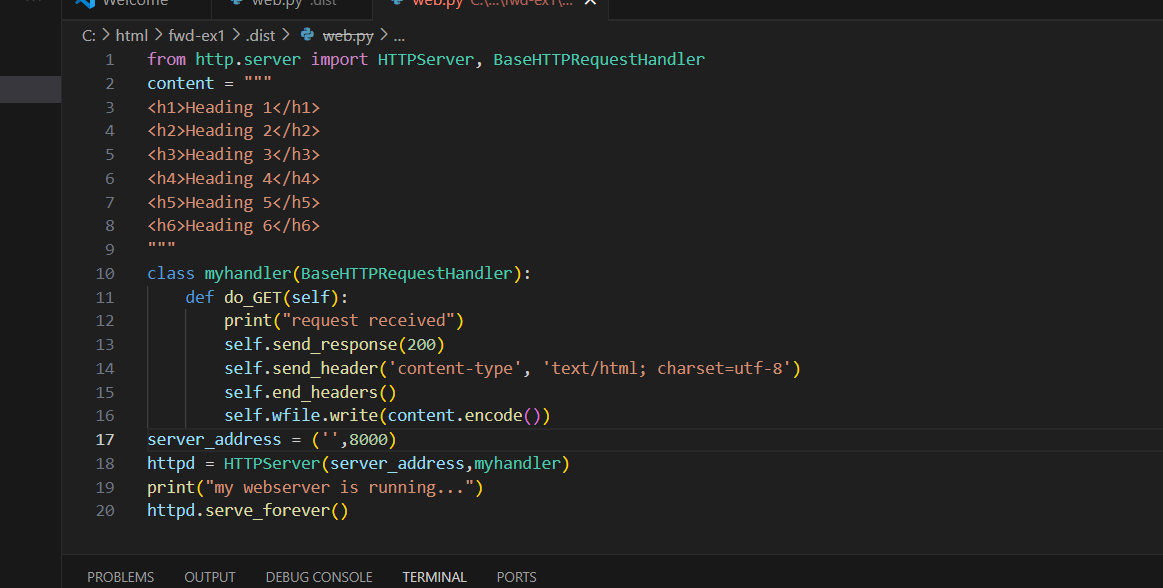 Welcome web.py .dist web.py C:\...\fwd-ex1\...
C: > html > fwd-ex1 > .dist > web.py > ...
1 from http.server import HTTPServer, BaseHTTPRequestHandler
2 content = """
3 <h1>Heading 1</h1>
4 <h2>Heading 2</h2>
5 <h3>Heading 3</h3>
6 <h4>Heading 4</h4>
7 <h5>Heading 5</h5>
8 <h6>Heading 6</h6>
9 """
10 class myhandler(BaseHTTPRequestHandler):
11 def do_GET(self):
12 print("request received")
13 self.send_response(200)
14 self.send_header('content-type', 'text/html; charset=utf-8')
15 self.end_headers()
16 self.wfile.write(content.encode())
17 server_address = ('',8000)
18 httpd = HTTPServer(server_address,myhandler)
19 print("my webserver is running...")
20 httpd.serve_forever()
PROBLEMS OUTPUT DEBUG CONSOLE TERMINAL PORTS